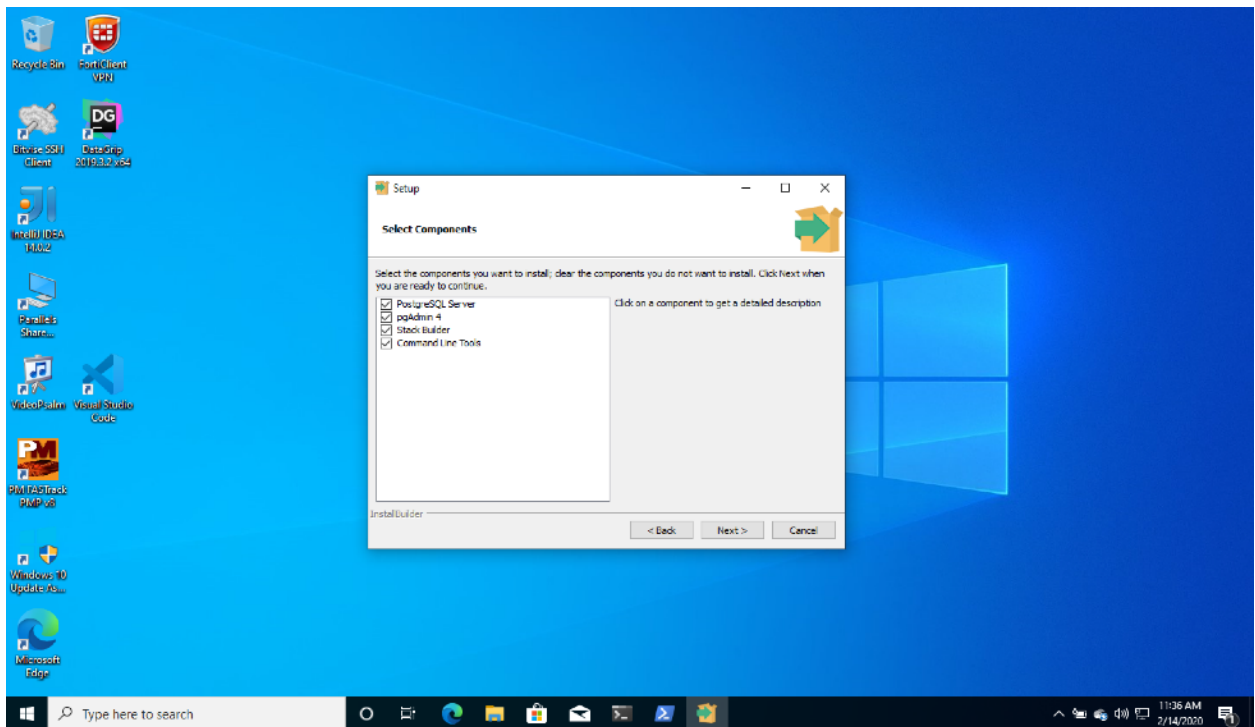 Recycle Bin
FortiClient
VPN
Bitvise SSH
Client
DG
DataGrip
2019.3.2 x64
IntelliJ IDEA
14.0.2
Parallels
Share...
VideoPsalm
Visual Studio
Code
PM
PM FASTrack
PMP v8
Windows 10
Update As...
Microsoft
Edge
Setup
Select Components
Select the components you want to install; clear the components you do not want to install. Click Next when
you are ready to continue.
PostgreSQL Server
pgAdmin 4
Stack Builder
Command Line Tools
Click on a component to get a detailed description
InstallBuilder
< Back
Next >
Cancel
Type here to search
11:36 AM
2/14/2020
1